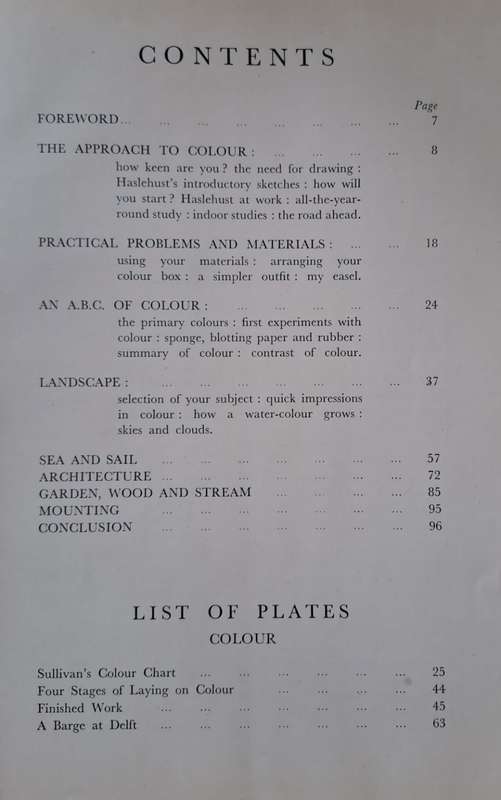 CONTENTS
Page
FOREWORD... ... ... ... ... ... ... ... 7
THE APPROACH TO COLOUR : ... ... ... ... 8
how keen are you ? the need for drawing :
Haslehust's introductory sketches : how will
you start ? Haslehust at work : all-the-year-
round study : indoor studies : the road ahead.
PRACTICAL PROBLEMS AND MATERIALS : ... ... 18
using your materials : arranging your
colour box : a simpler outfit : my easel.
AN A.B.C. OF COLOUR : ... ... ... ... ... 24
the primary colours : first experiments with
colour : sponge, blotting paper and rubber :
summary of colour : contrast of colour.
LANDSCAPE : ... ... ... ... ... ... ... 37
selection of your subject : quick impressions
in colour : how a water-colour grows :
skies and clouds.
SEA AND SAIL ... ... ... ... ... ... ... 57
ARCHITECTURE ... ... ... ... ... ... ... 72
GARDEN, WOOD AND STREAM ... ... ... ... 85
MOUNTING ... ... ... ... ... ... ... 95
CONCLUSION ... ... ... ... ... ... ... 96
LIST OF PLATES
COLOUR
Sullivan's Colour Chart ... ... ... ... ... ... 25
Four Stages of Laying on Colour ... ... ... ... 44
Finished Work ... ... ... ... ... ... ... 45
A Barge at Delft ... ... ... ... ... ... ... 63